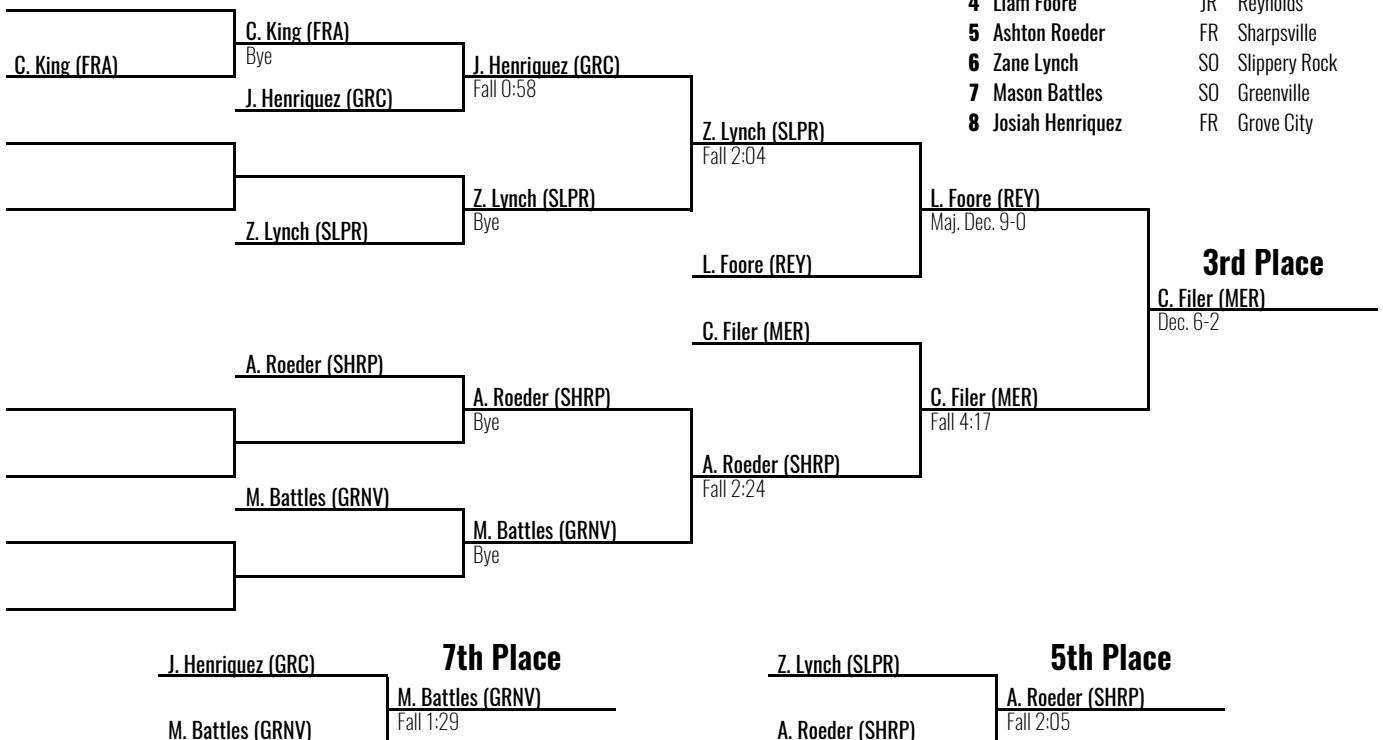 4 Liam Foore JR Reynolds
5 Ashton Roeder FR Sharpsville
6 Zane Lynch SO Slippery Rock
7 Mason Battles SO Greenville
8 Josiah Henriquez FR Grove City
C. King (FRA)
C. King (FRA)
Bye
J. Henriquez (GRC)
J. Henriquez (GRC)
Fall 0:58
Z. Lynch (SLPR)
Z. Lynch (SLPR)
Bye
Z. Lynch (SLPR)
Fall 2:04
L. Foore (REY)
L. Foore (REY)
Maj. Dec. 9-0
3rd Place
C. Filer (MER)
Dec. 6-2
C. Filer (MER)
C. Filer (MER)
Fall 4:17
A. Roeder (SHRP)
A. Roeder (SHRP)
Bye
A. Roeder (SHRP)
Fall 2:24
M. Battles (GRNV)
M. Battles (GRNV)
Bye
7th Place
J. Henriquez (GRC)
M. Battles (GRNV)
Fall 1:29
M. Battles (GRNV)
5th Place
Z. Lynch (SLPR)
A. Roeder (SHRP)
Fall 2:05
A. Roeder (SHRP)